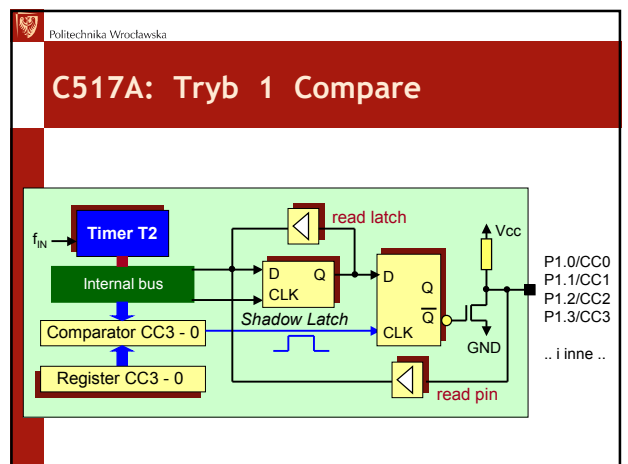 Politechnika Wrocławska
C517A: Tryb 1 Compare
read latch
Vcc
f_IN
Timer T2
P1.0/CC0
D Q
D
Internal bus
Q
P1.1/CC1
CLK
P1.2/CC2
Shadow Latch
Q
P1.3/CC3
Comparator CC3 - 0
CLK
GND
.. i inne ..
Register CC3 - 0
read pin